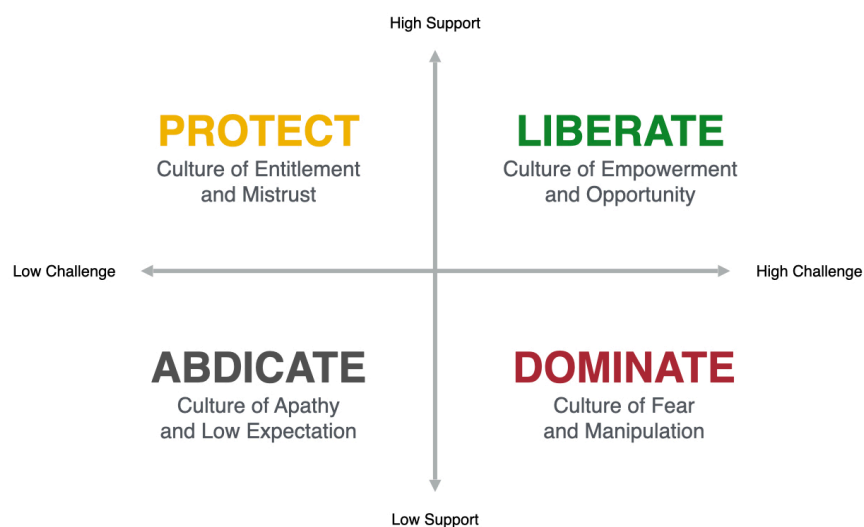 High Support
PROTECT
Culture of Entitlement
and Mistrust
LIBERATE
Culture of Empowerment
and Opportunity
Low Challenge
High Challenge
ABDICATE
Culture of Apathy
and Low Expectation
DOMINATE
Culture of Fear
and Manipulation
Low Support